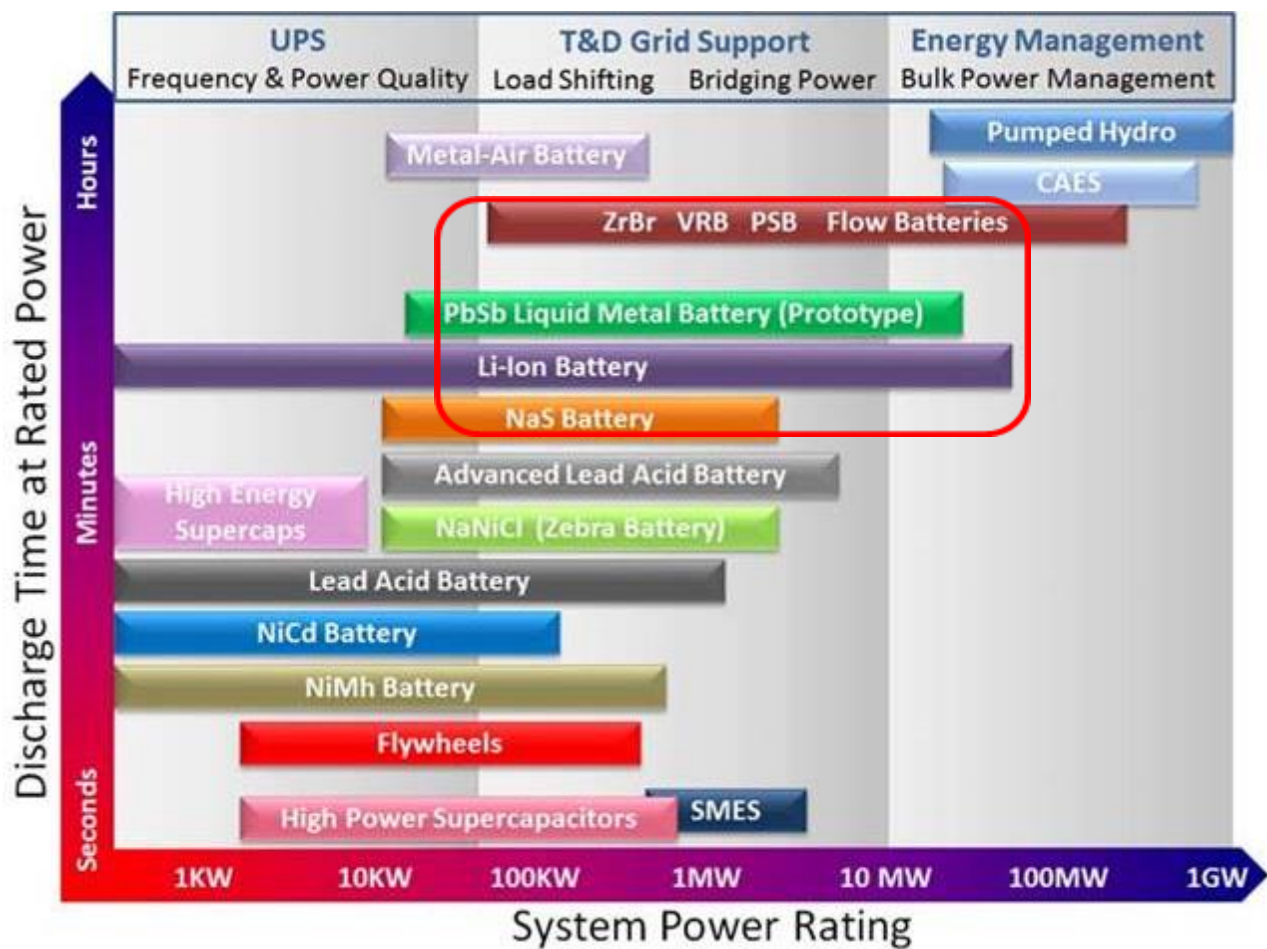 UPS
T&D Grid Support
Energy Management
Frequency & Power Quality
Load Shifting
Bridging Power
Bulk Power Management
Discharge Time at Rated Power
Hours
Minutes
Seconds
Pumped Hydro
Metal-Air Battery
CAES
ZrBr VRB PSB Flow Batteries
PbSb Liquid Metal Battery (Prototype)
Li-Ion Battery
NaS Battery
Advanced Lead Acid Battery
High Energy
Supercaps
NaNiCl (Zebra Battery)
Lead Acid Battery
NiCd Battery
NiMh Battery
Flywheels
SMES
High Power Supercapacitors
1KW 10KW 100KW 1MW 10 MW 100MW 1GW
System Power Rating